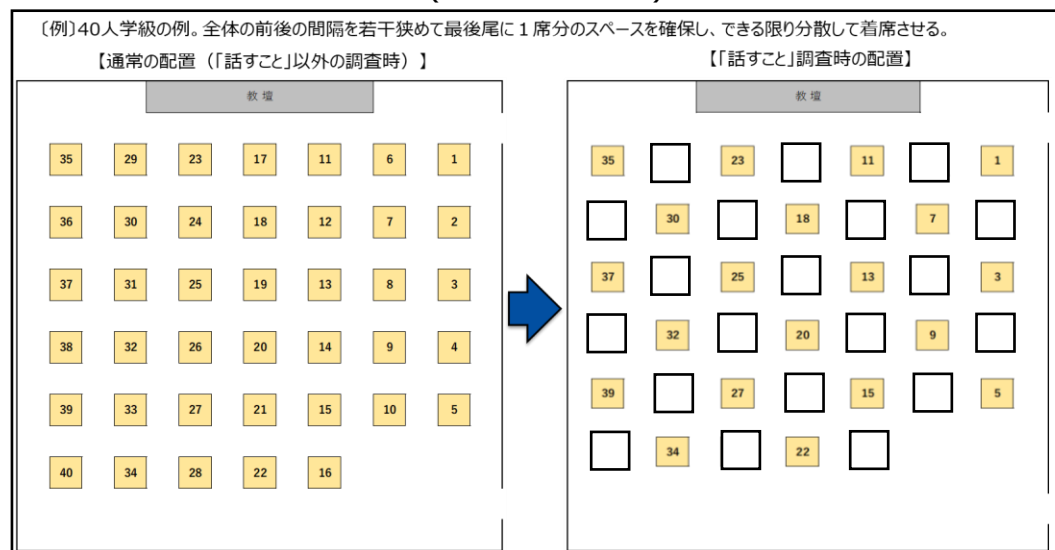 〔例〕40人学級の例。全体の前後の間隔を若干狭めて最後尾に１席分のスペースを確保し、できる限り分散して着席させる。
【通常の配置（「話すこと」以外の調査時）】
教 壇
35 29 23 17 11 6 1
36 30 24 18 12 7 2
37 31 25 19 13 8 3
38 32 26 20 14 9 4
39 33 27 21 15 10 5
40 34 28 22 16
【「話すこと」調査時の配置】
教 壇
35 23 11 1
30 18 7
37 25 13 3
32 20 9
39 27 15 5
34 22